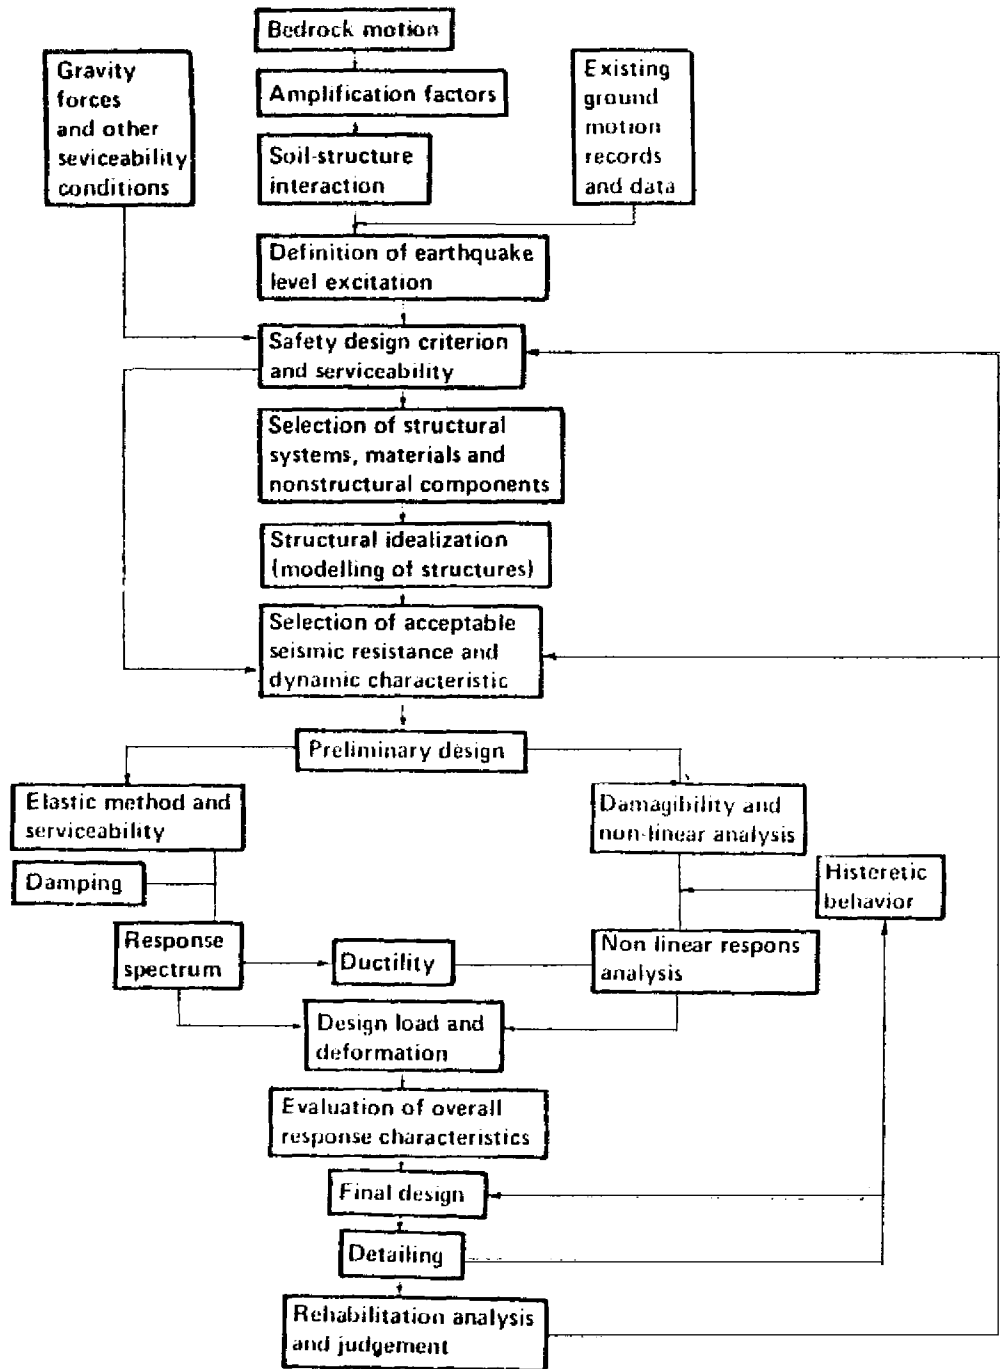 Bedrock motion
Gravity
forces
and other
seviceability
conditions
Amplification factors
Existing
ground
motion
records
and data
Soil-structure
interaction
Definition of earthquake
level excitation
Safety design criterion
and serviceability
Selection of structural
systems, materials and
nonstructural components
Structural idealization
(modelling of structures)
Selection of acceptable
seismic resistance and
dynamic characteristic
Preliminary design
Elastic method and
serviceability
Damagibility and
non-linear analysis
Damping
Histeretic
behavior
Response
spectrum
Ductility
Non linear respons
analysis
Design load and
deformation
Evaluation of overall
response characteristics
Final design
Detailing
Rehabilitation analysis
and judgement